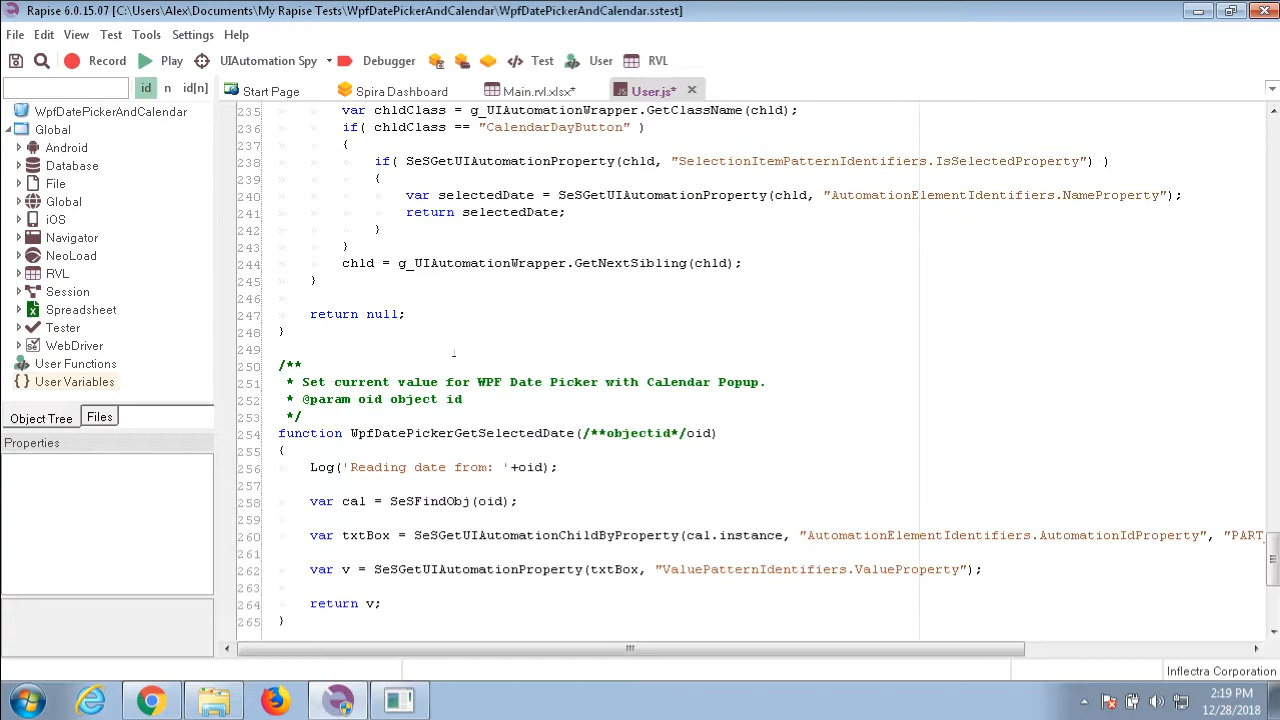 Rapise 6.0.15.07 [C:\Users\Alex\Documents\My Rapise Tests\WpfDatePickerAndCalendar\WpfDatePickerAndCalendar.sstest]
File Edit View Test Tools Settings Help
Record Play UIAutomation Spy Debugger Test User RVL
id n id[n] Start Page Spira Dashboard Main.rvl.xlsx* User.js*
WpfDatePickerAndCalendar
Global
Android
Database
File
Global
iOS
Navigator
NeoLoad
RVL
Session
Spreadsheet
Tester
WebDriver
User Functions
{ } User Variables
Object Tree Files
Properties
235 var chldClass = g_UIAutomationWrapper.GetClassName(chld);
236 if( chldClass == "CalendarDayButton" )
237 {
238 if( SeSGetUIAutomationProperty(chld, "SelectionItemPatternIdentifiers.IsSelectedProperty") )
239 {
240 var selectedDate = SeSGetUIAutomationProperty(chld, "AutomationElementIdentifiers.NameProperty");
241 return selectedDate;
242 }
243 }
244 chld = g_UIAutomationWrapper.GetNextSibling(chld);
245 }
246
247 return null;
248 }
249
250 /**
251 * Set current value for WPF Date Picker with Calendar Popup.
252 * @param oid object id
253 */
254 function WpfDatePickerGetSelectedDate(/**objectid*/oid)
255 {
256 Log('Reading date from: '+oid);
257
258 var cal = SeSFindObj(oid);
259
260 var txtBox = SeSGetUIAutomationChildByProperty(cal.instance, "AutomationElementIdentifiers.AutomationIdProperty", "PART_
261
262 var v = SeSGetUIAutomationProperty(txtBox, "ValuePatternIdentifiers.ValueProperty");
263
264 return v;
265 }
Inflectra Corporation
2:19 PM
12/28/2018